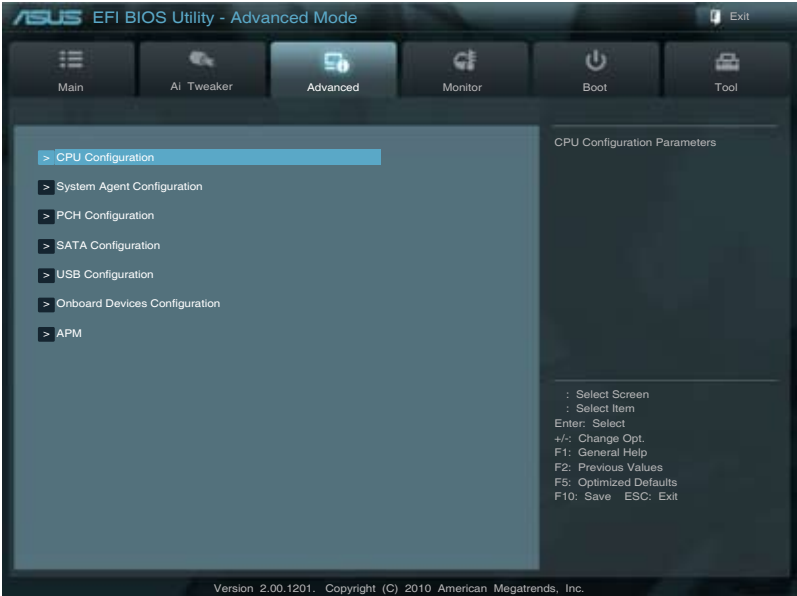 ASUS EFI BIOS Utility - Advanced Mode
Exit
Main
Ai Tweaker
Advanced
Monitor
Boot
Tool
> CPU Configuration
> System Agent Configuration
> PCH Configuration
> SATA Configuration
> USB Configuration
> Onboard Devices Configuration
> APM
CPU Configuration Parameters
: Select Screen
: Select Item
Enter: Select
+/-: Change Opt.
F1: General Help
F2: Previous Values
F5: Optimized Defaults
F10: Save ESC: Exit
Version 2.00.1201. Copyright (C) 2010 American Megatrends, Inc.